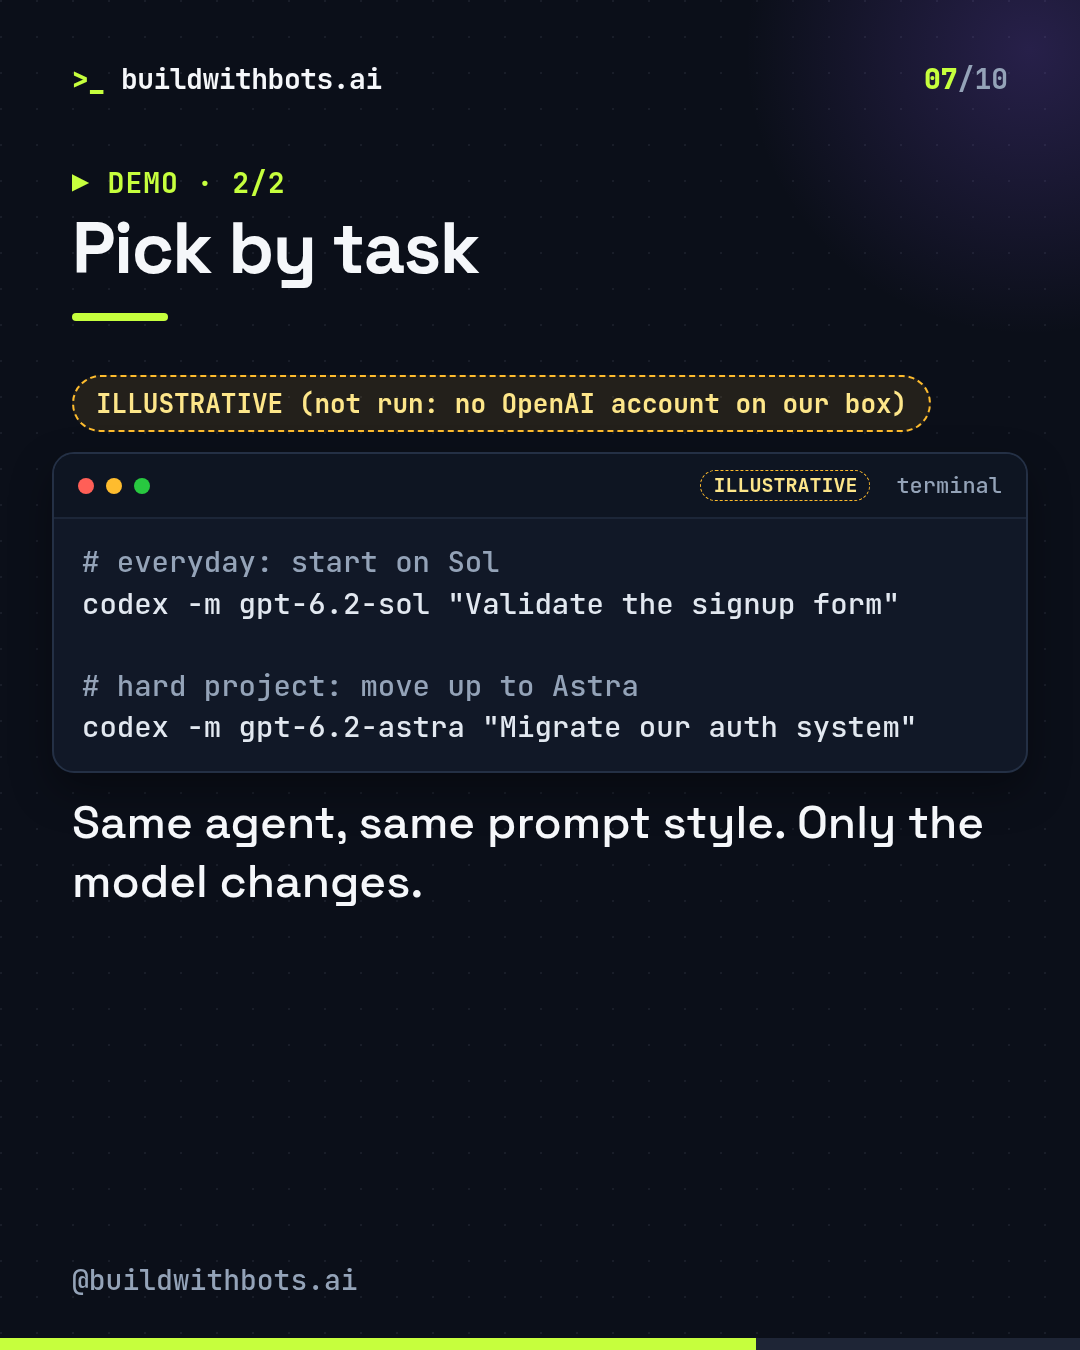 >_ buildwithbots.ai
07/10
▶ DEMO · 2/2
Pick by task
ILLUSTRATIVE (not run: no OpenAI account on our box)
ILLUSTRATIVE terminal
# everyday: start on Sol
codex -m gpt-6.2-sol "Validate the signup form"
# hard project: move up to Astra
codex -m gpt-6.2-astra "Migrate our auth system"
Same agent, same prompt style. Only the
model changes.
@buildwithbots.ai